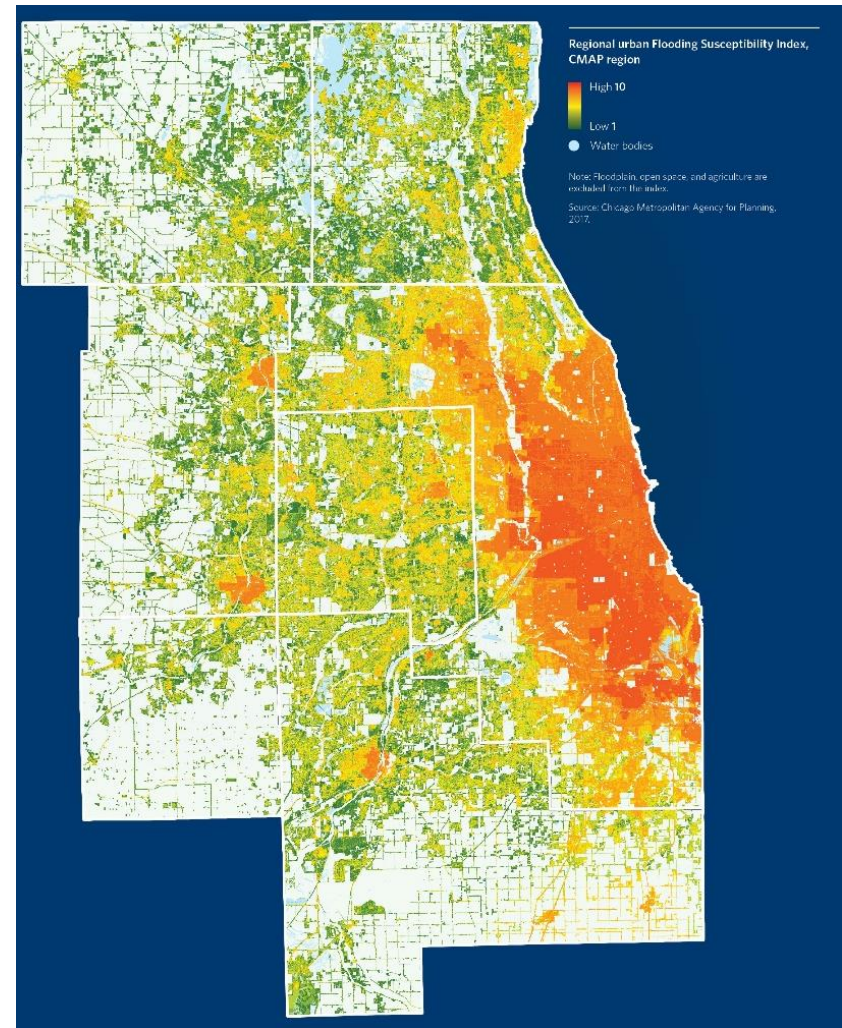 Regional urban Flooding Susceptibility Index,
CMAP region
High 10
Low 1
Water bodies
Note: Floodplain, open space, and agriculture are
excluded from the index.
Source: Chicago Metropolitan Agency for Planning,
2017.